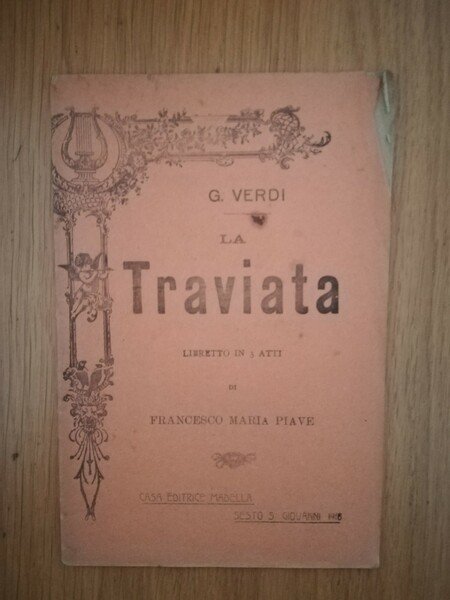 G. VERDI
LA
Traviata
LIBRETTO IN 3 ATTI
DI
FRANCESCO MARIA PIAVE
CASA EDITRICE MADELLA
SESTO S. GIOVANNI